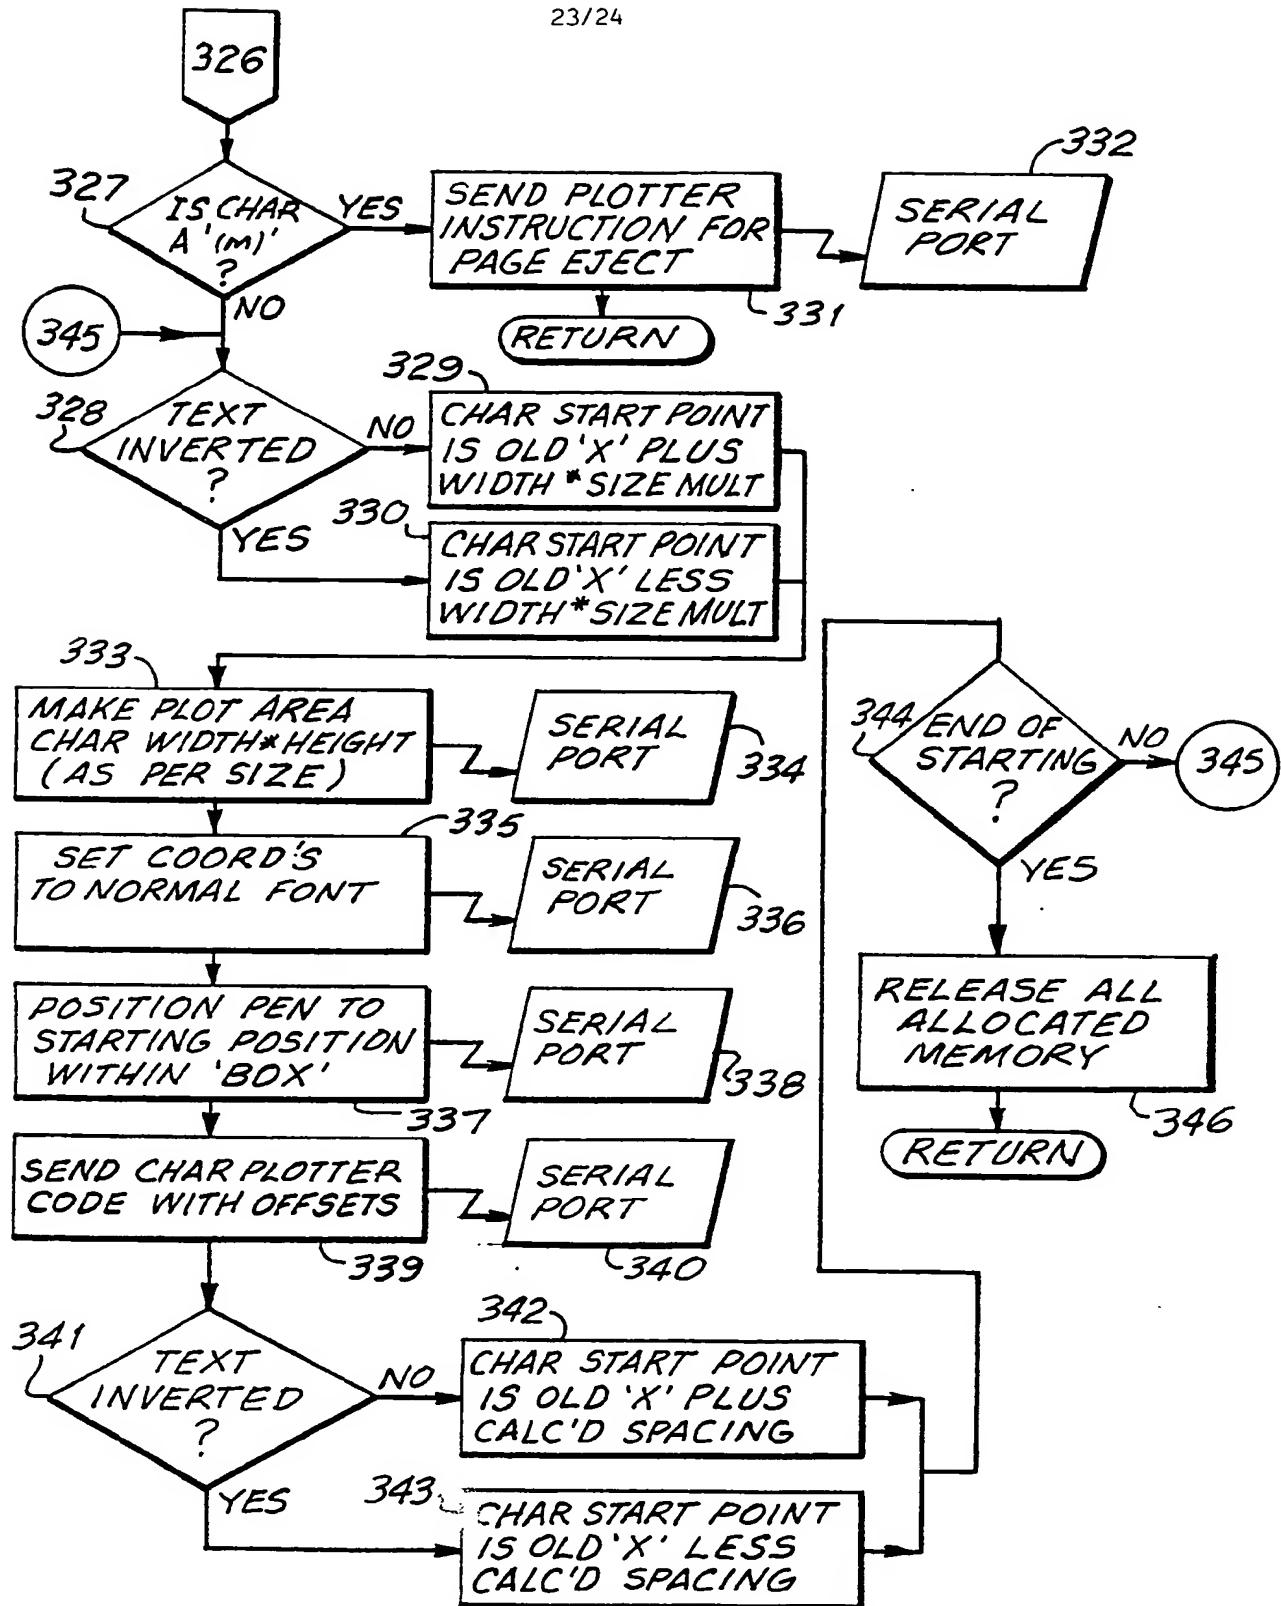 23/24
326
327
IS CHAR
A '(M)'
?
YES
NO
SEND PLOTTER
INSTRUCTION FOR
PAGE EJECT
331
332
SERIAL
PORT
RETURN
345
328
TEXT
INVERTED
?
NO
YES
329
CHAR START POINT
IS OLD 'X' PLUS
WIDTH * SIZE MULT
330
CHAR START POINT
IS OLD 'X' LESS
WIDTH * SIZE MULT
333
MAKE PLOT AREA
CHAR WIDTH * HEIGHT
(AS PER SIZE)
SERIAL
PORT
334
335
SET COORD'S
TO NORMAL FONT
SERIAL
PORT
336
POSITION PEN TO
STARTING POSITION
WITHIN 'BOX'
337
SERIAL
PORT
338
SEND CHAR PLOTTER
CODE WITH OFFSETS
339
SERIAL
PORT
340
341
TEXT
INVERTED
?
NO
YES
342
CHAR START POINT
IS OLD 'X' PLUS
CALC'D SPACING
343
CHAR START POINT
IS OLD 'X' LESS
CALC'D SPACING
344
END OF
STARTING
?
NO
345
YES
RELEASE ALL
ALLOCATED
MEMORY
346
RETURN